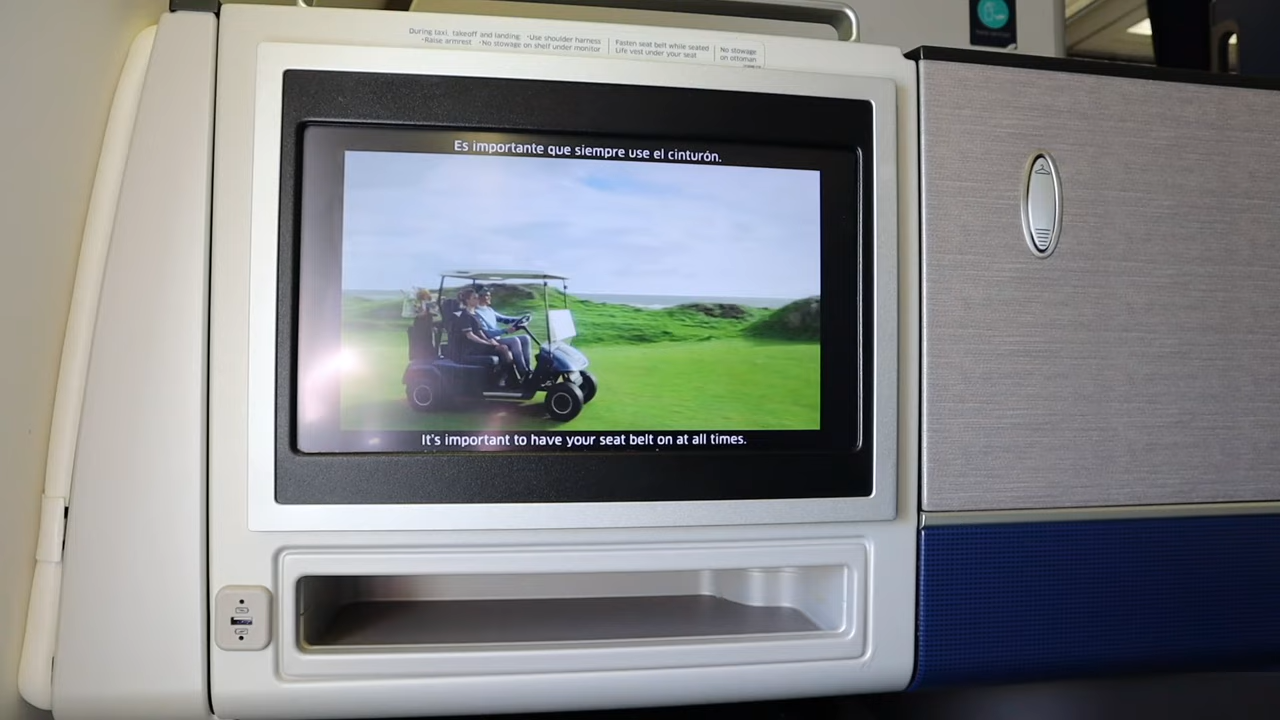 During taxi, takeoff and landing: •Use shoulder harness
•Raise armrest •No stowage on shelf under monitor
Fasten seat belt while seated
Life vest under your seat
No stowage
on ottoman
Es importante que siempre use el cinturón.
It's important to have your seat belt on at all times.